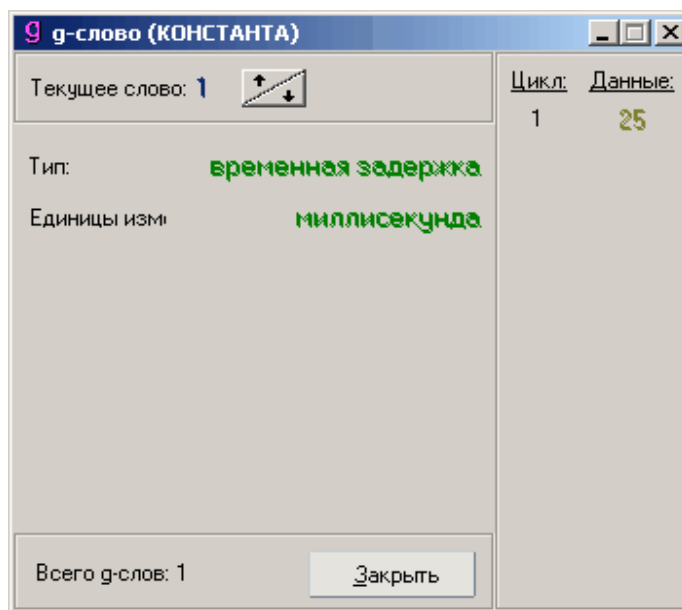 g g-слово (КОНСТАНТА)
Текущее слово: 1
Тип: временная задержка
Единицы изм миллисекунда
Всего g-слов: 1 Закрыть
Цикл: Данные:
1 25